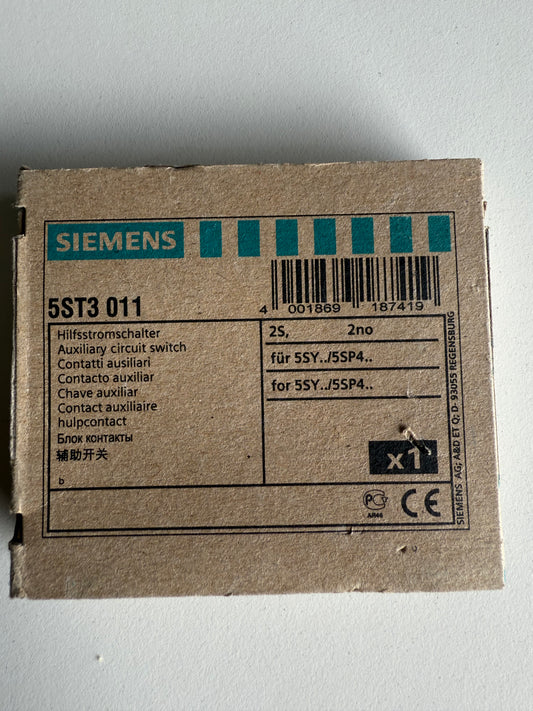 SIEMENS
5ST3 011
4 001869 187419
Hilfsstromschalter
Auxiliary circuit switch
Contatti ausiliari
Contacto auxiliar
Chave auxiliar
Contact auxiliaire
hulpcontact
Блок контакты
辅助开关
b
2S, 2no
für 5SY../5SP4..
for 5SY../5SP4..
x1
РСТ
AR46
CE
SIEMENS AG; A&D ET Q; D- 93055 REGENSBURG